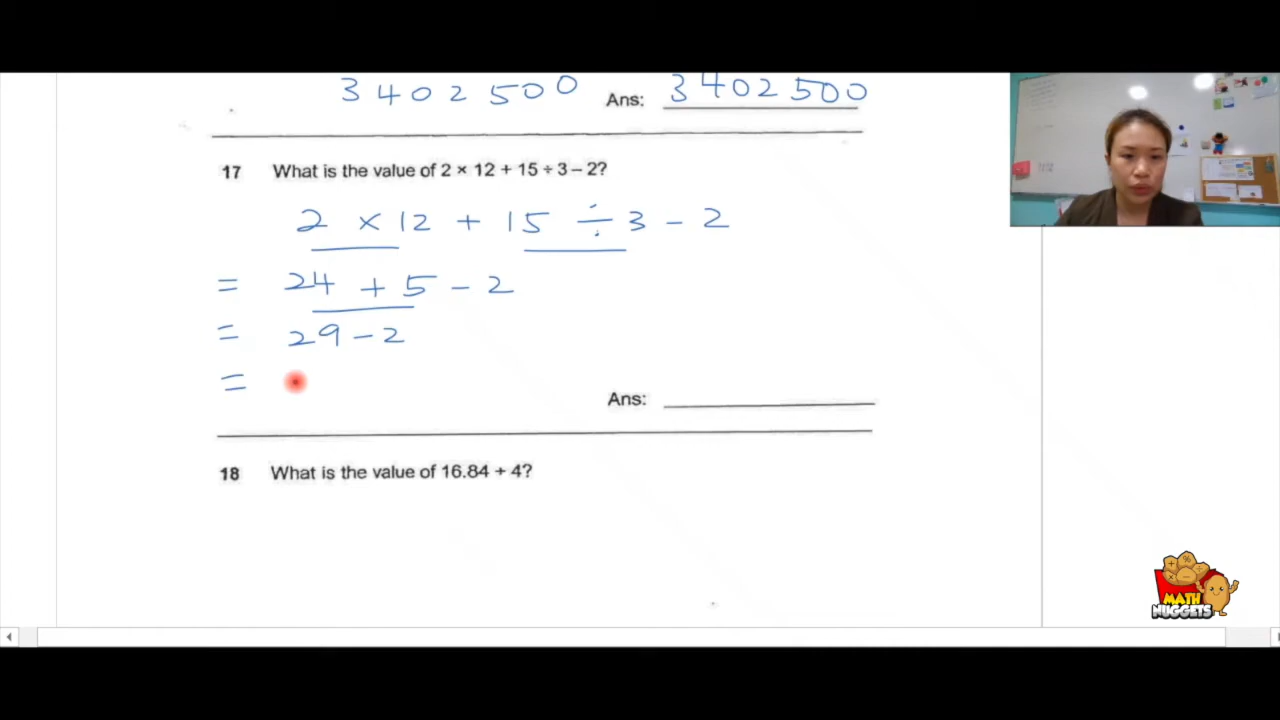 3402500 Ans: 3402500
17 What is the value of 2 × 12 + 15 ÷ 3 – 2?
2 × 12 + 15 ÷ 3 - 2
= 24 + 5 - 2
= 29 - 2
=
Ans:
18 What is the value of 16.84 ÷ 4?
MATH
NUGGETS